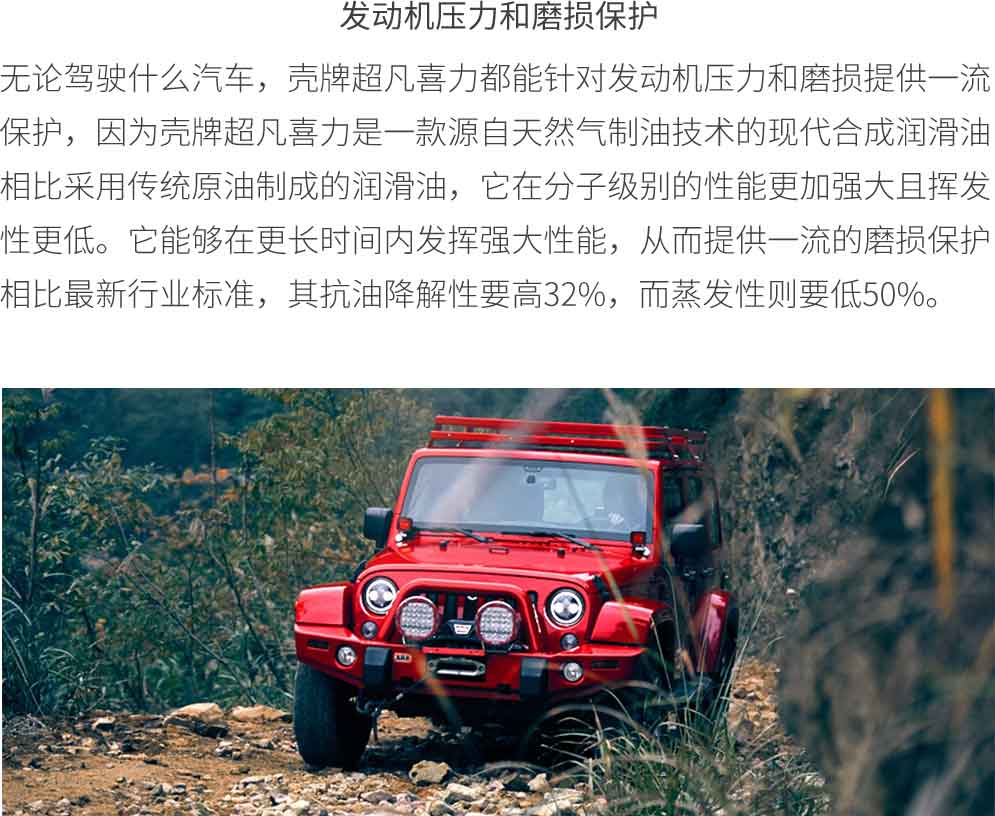 发动机压力和磨损保护
无论驾驶什么汽车，壳牌超凡喜力都能针对发动机压力和磨损提供一流
保护，因为壳牌超凡喜力是一款源自天然气制油技术的现代合成润滑油
相比采用传统原油制成的润滑油，它在分子级别的性能更加强大且挥发
性更低。它能够在更长时间内发挥强大性能，从而提供一流的磨损保护
相比最新行业标准，其抗油降解性要高32%，而蒸发性则要低50%。